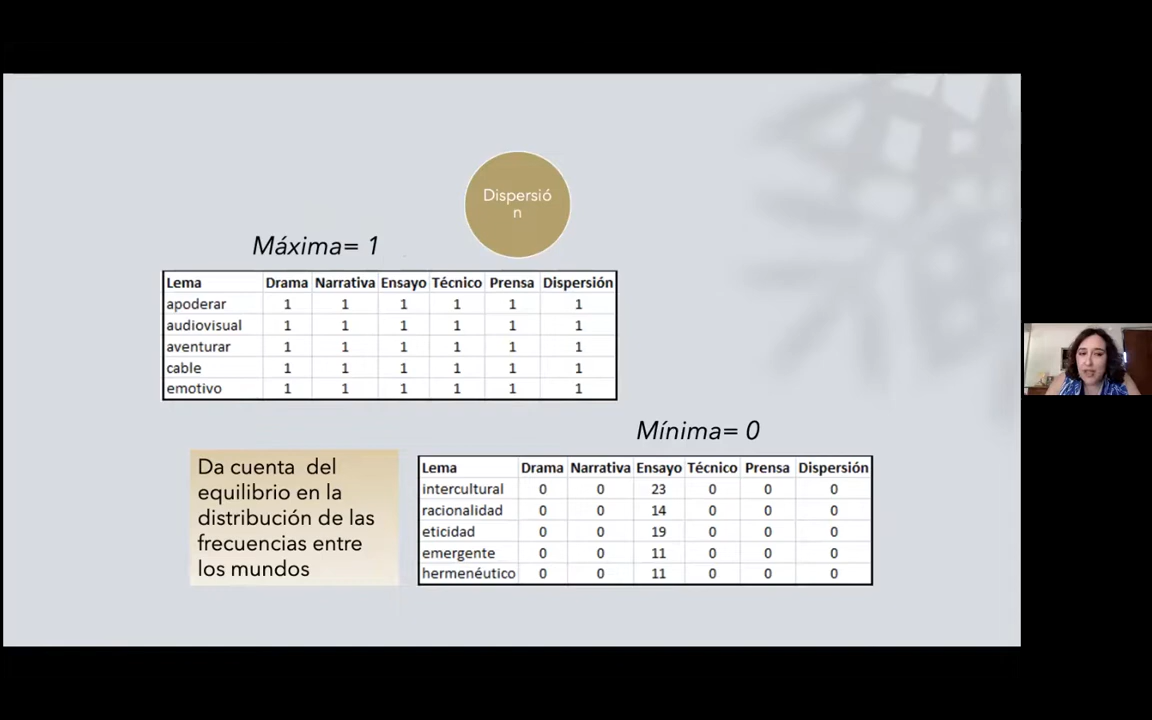 Dispersió
n
Máxima= 1
Lema Drama Narrativa Ensayo Técnico Prensa Dispersión
apoderar 1 1 1 1 1 1
audiovisual 1 1 1 1 1 1
aventurar 1 1 1 1 1 1
cable 1 1 1 1 1 1
emotivo 1 1 1 1 1 1
Mínima= 0
Da cuenta del
equilibrio en la
distribución de las
frecuencias entre
los mundos
Lema Drama Narrativa Ensayo Técnico Prensa Dispersión
intercultural 0 0 23 0 0 0
racionalidad 0 0 14 0 0 0
eticidad 0 0 19 0 0 0
emergente 0 0 11 0 0 0
hermenéutico 0 0 11 0 0 0